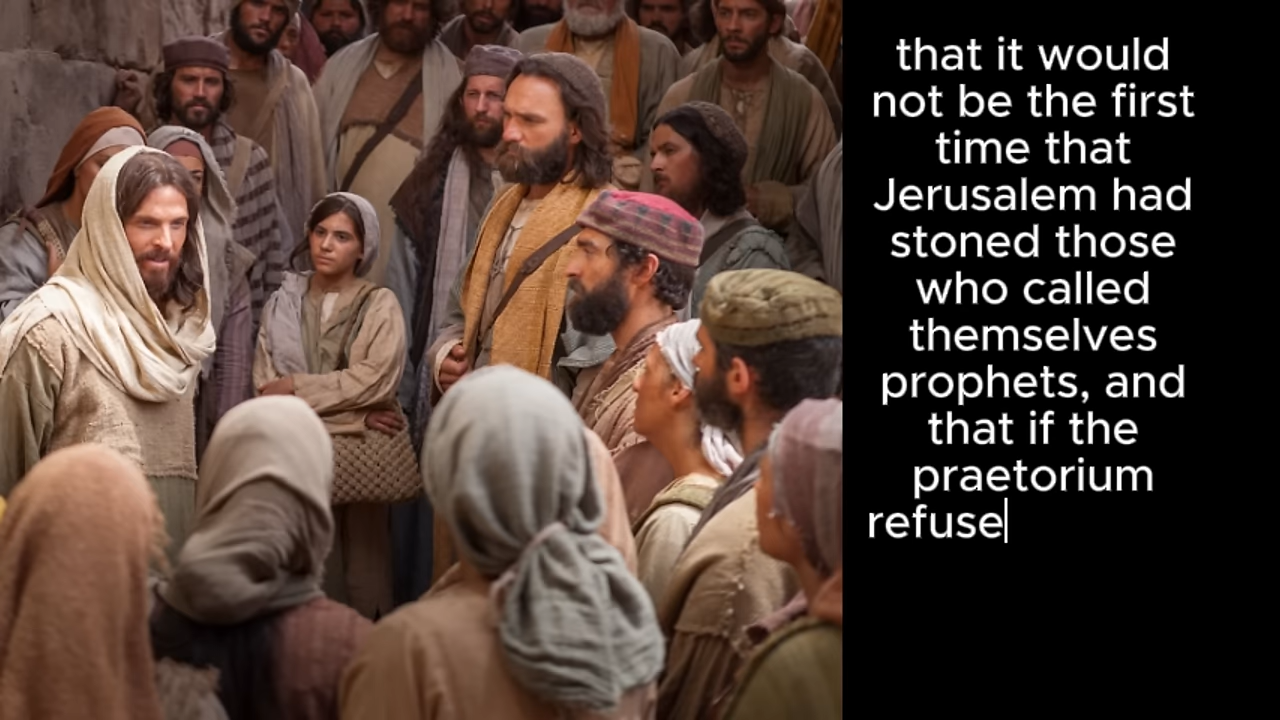 that it would
not be the first
time that
Jerusalem had
stoned those
who called
themselves
prophets, and
that if the
praetorium
refuse